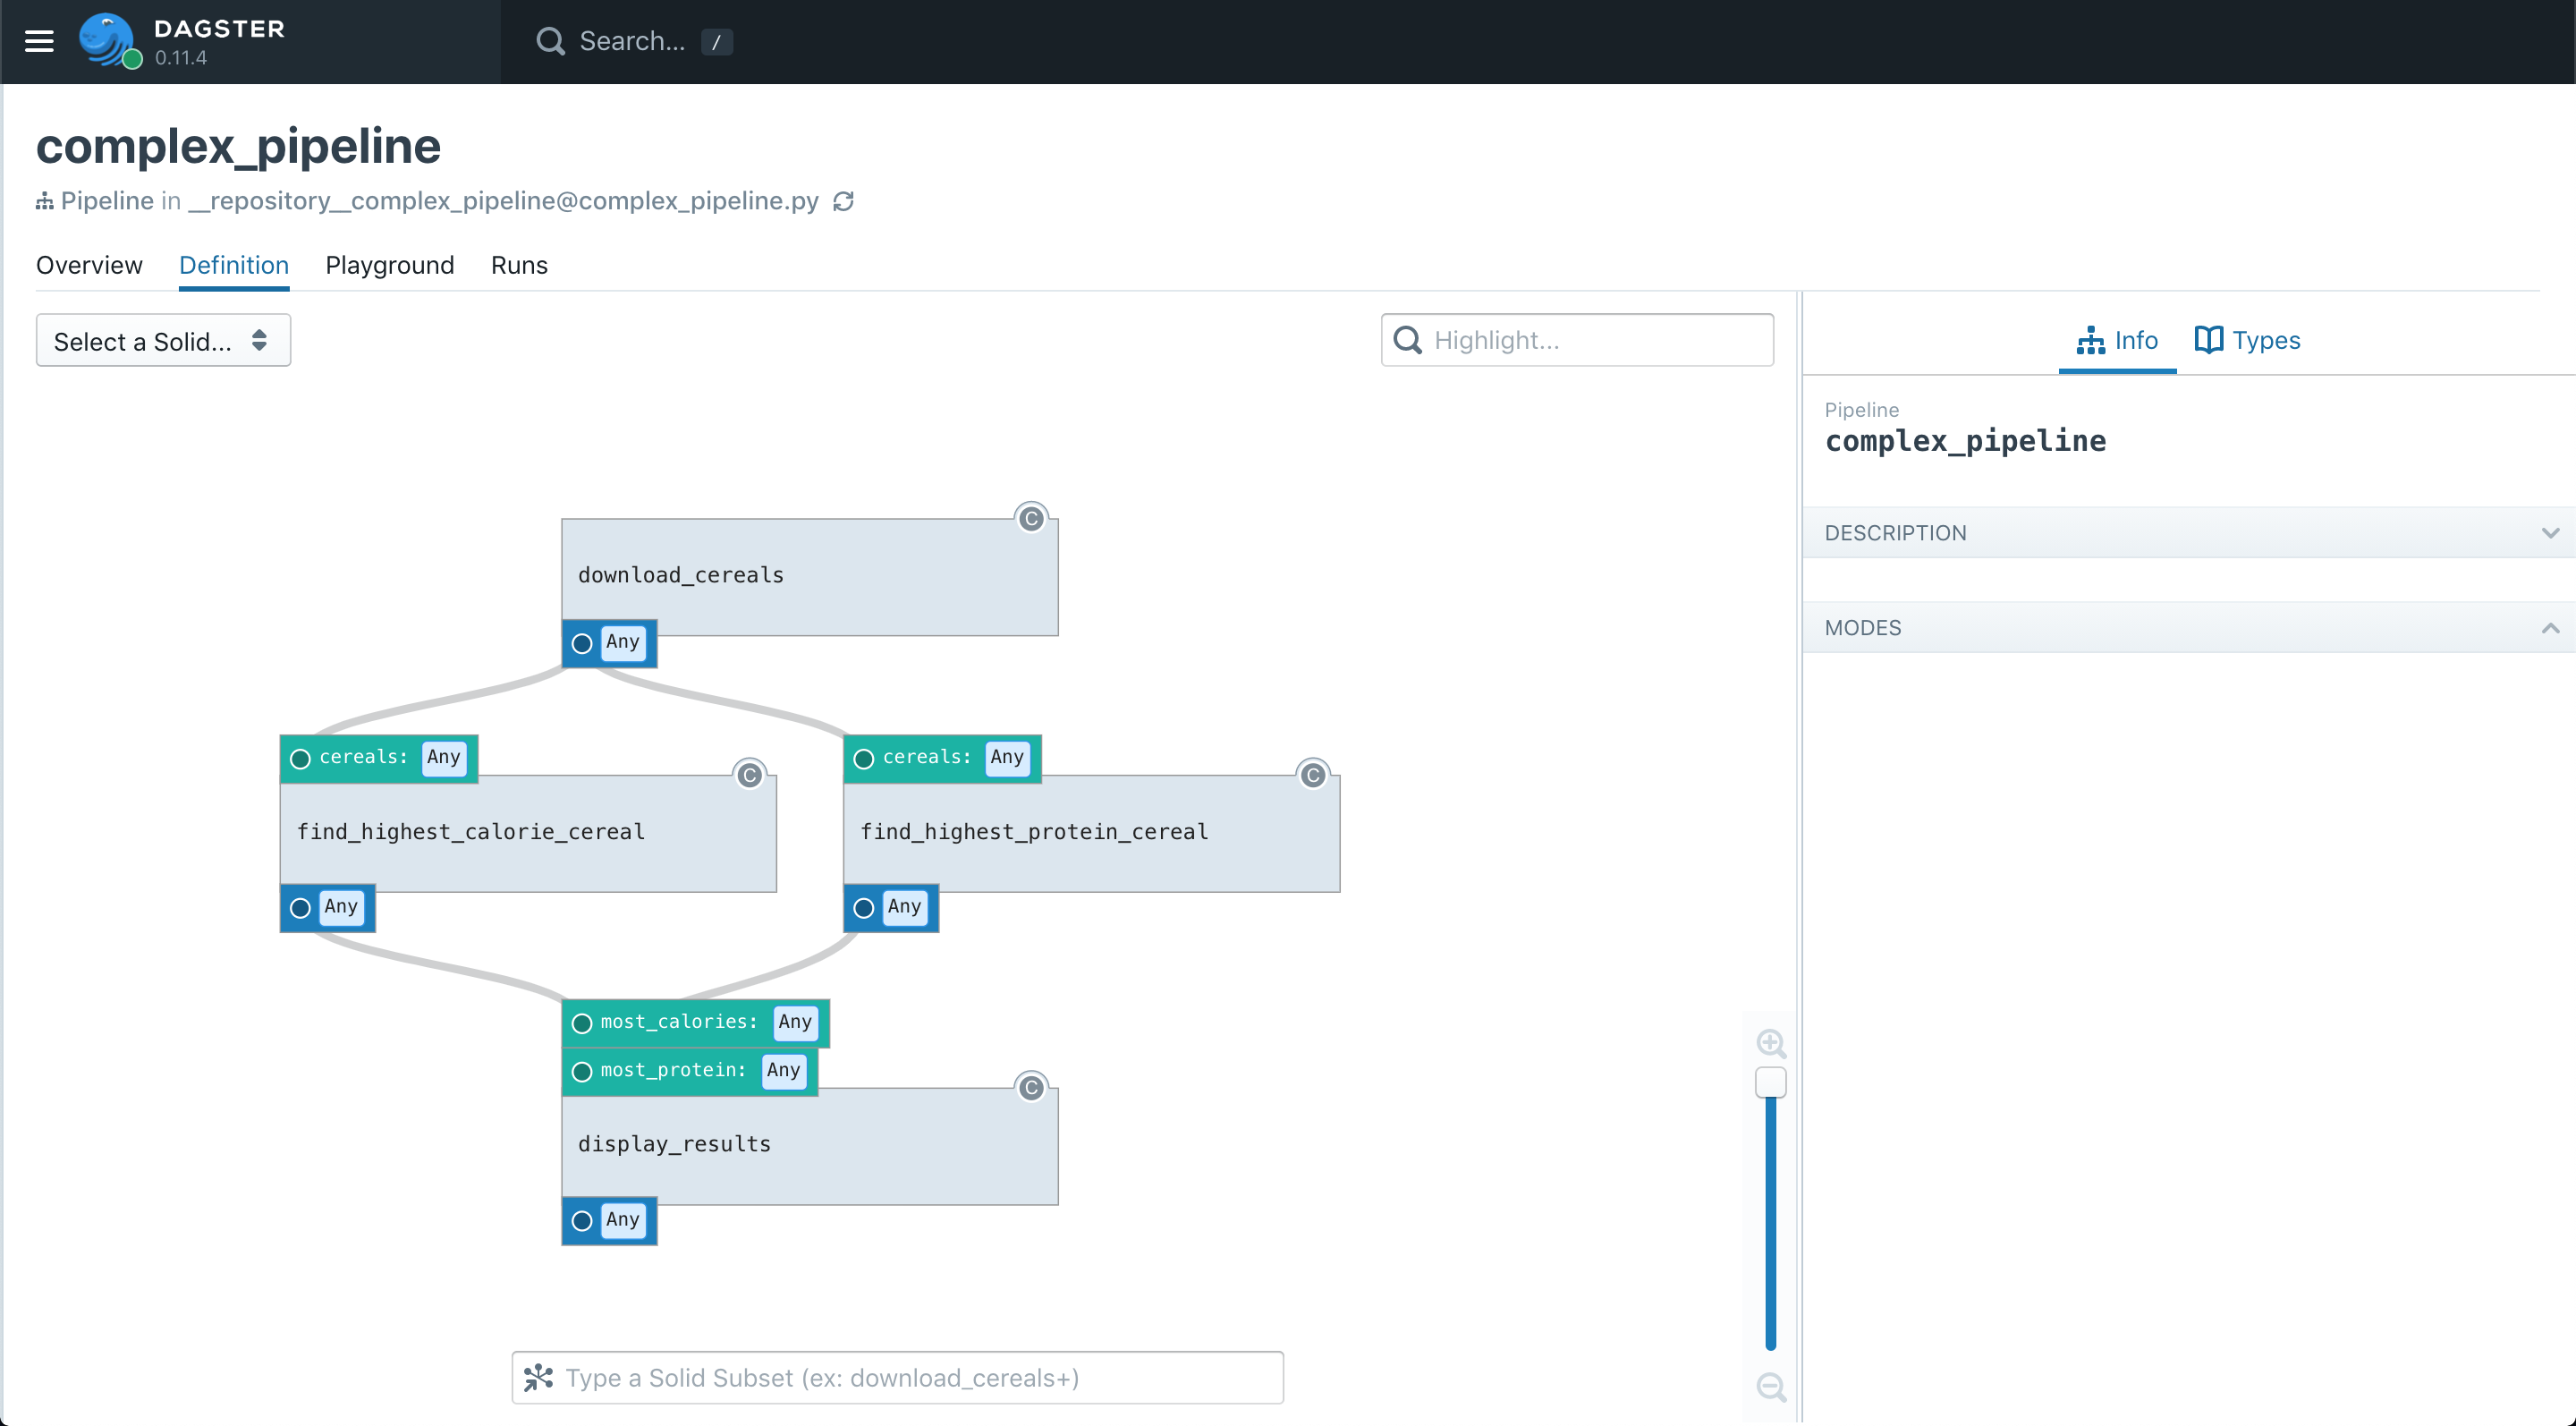 DAGSTER
0.11.4
Search... /
complex_pipeline
Pipeline in __repository__complex_pipeline@complex_pipeline.py
Overview Definition Playground Runs
Select a Solid...
Highlight...
Info Types
Pipeline
complex_pipeline
DESCRIPTION
MODES
C
download_cereals
Any
cereals: Any
C
find_highest_calorie_cereal
Any
cereals: Any
C
find_highest_protein_cereal
Any
most_calories: Any
most_protein: Any
C
display_results
Any
Type a Solid Subset (ex: download_cereals+)